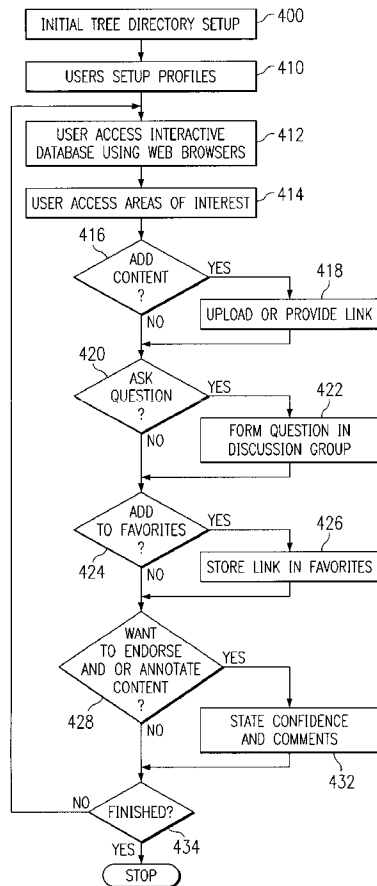 INITIAL TREE DIRECTORY SETUP
400
USERS SETUP PROFILES
410
USER ACCESS INTERACTIVE
DATABASE USING WEB BROWSERS
412
USER ACCESS AREAS OF INTEREST
414
416
ADD
CONTENT
?
YES
NO
418
UPLOAD OR PROVIDE LINK
420
ASK
QUESTION
?
YES
NO
422
FORM QUESTION IN
DISCUSSION GROUP
ADD
TO FAVORITES
?
424
YES
NO
426
STORE LINK IN FAVORITES
WANT
TO ENDORSE
AND OR ANNOTATE
CONTENT
?
428
YES
NO
STATE CONFIDENCE
AND COMMENTS
432
NO
FINISHED?
434
YES
STOP